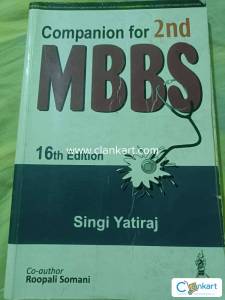 Companion for 2nd
MBBS
www.clankart.com
16th Edition
Singi Yatiraj
Co-author
Roopali Somani
Clankart